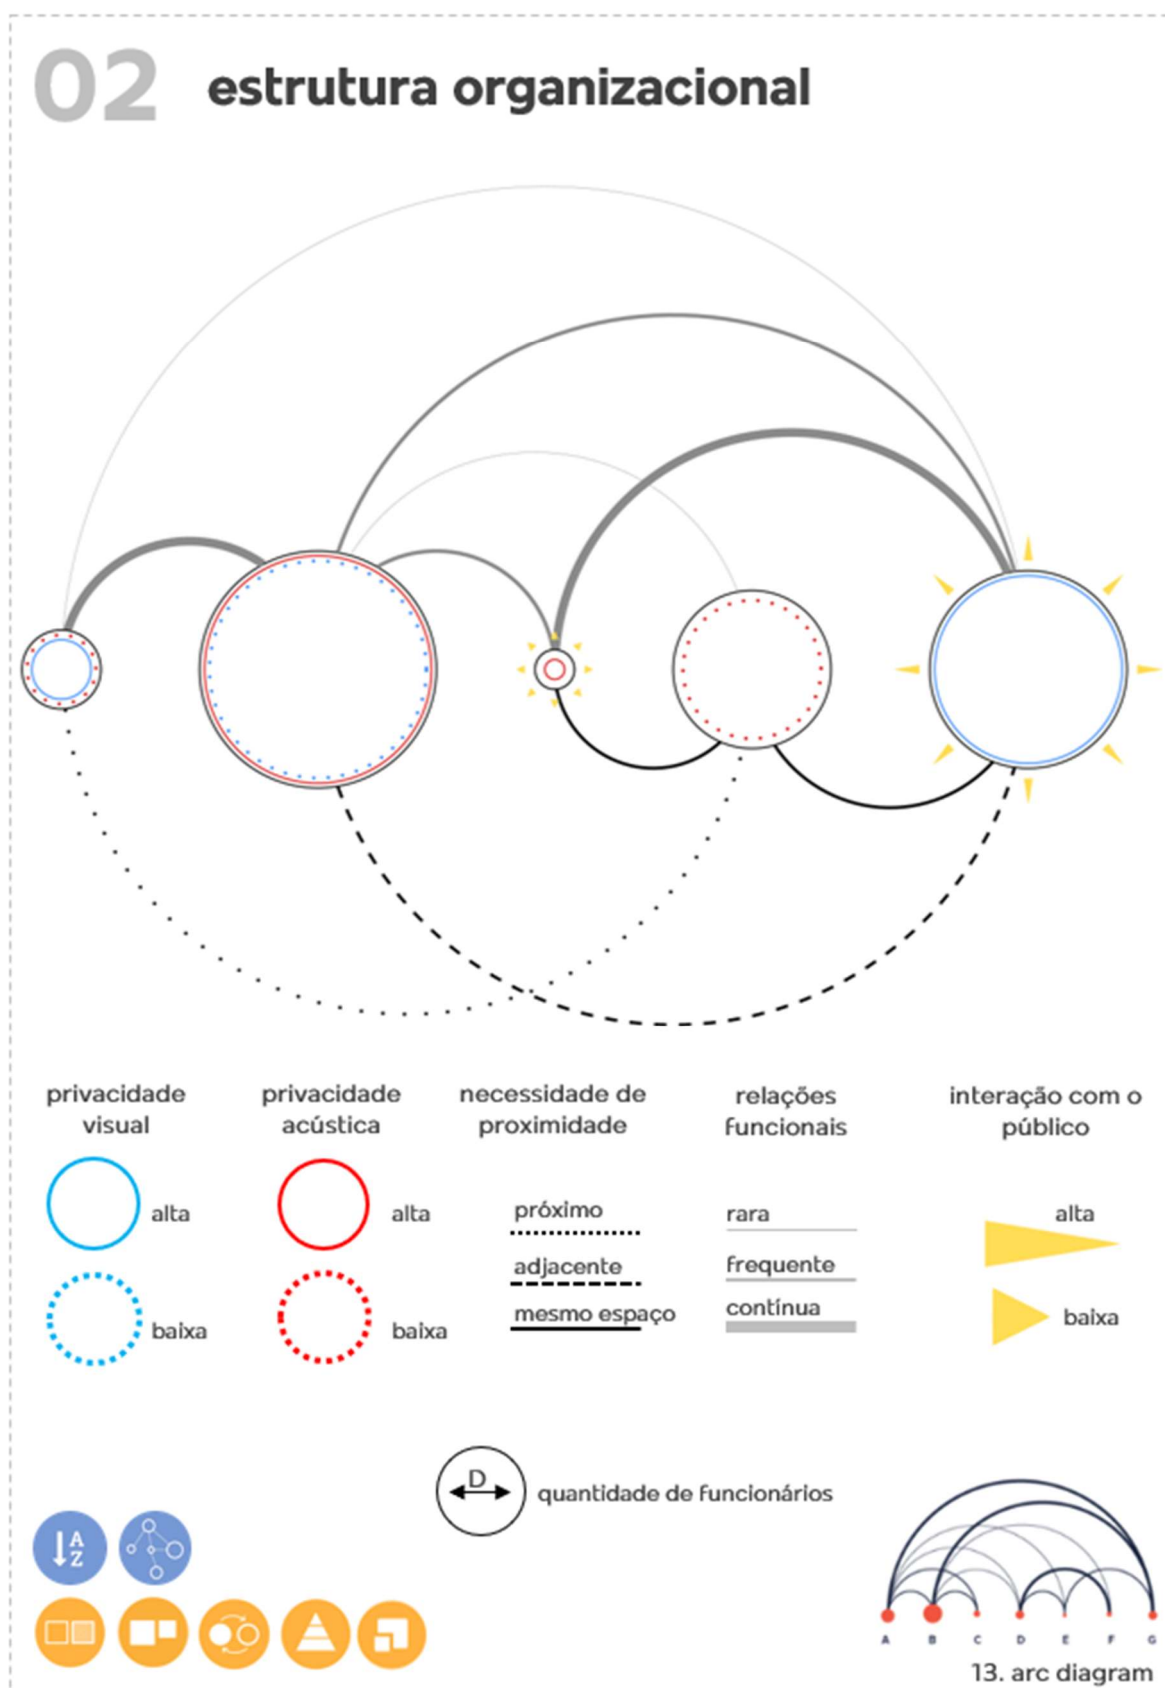 02 estrutura organizacional
privacidade
visual
privacidade
acústica
necessidade de
proximidade
relações
funcionais
interação com o
público
alta
baixa
alta
baixa
próximo
adjacente
mesmo espaço
rara
frequente
contínua
alta
baixa
D
quantidade de funcionários
A
Z
A B C D E F G
13. arc diagram